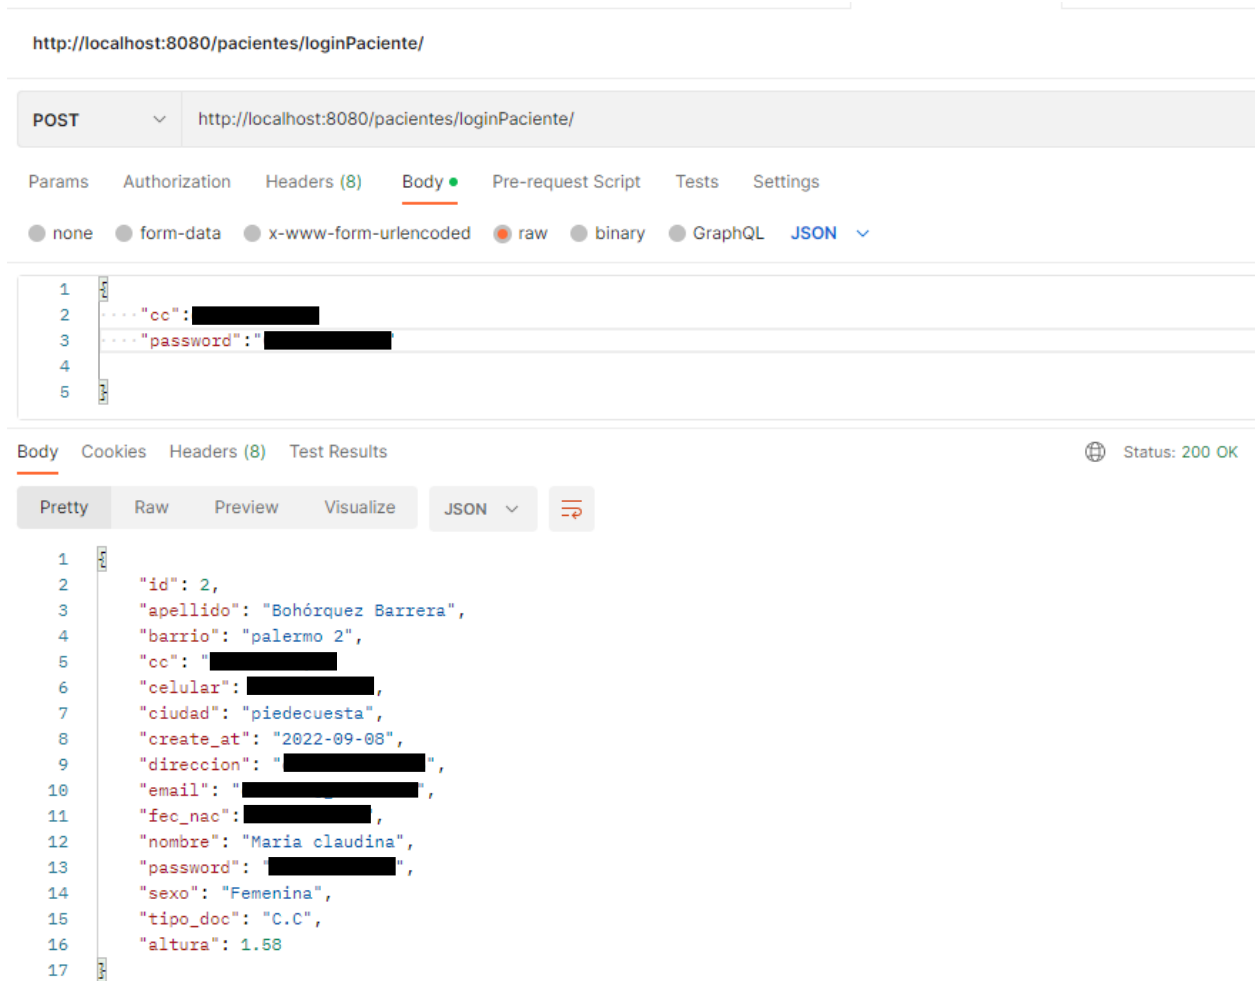 http://localhost:8080/pacientes/loginPaciente/
POST http://localhost:8080/pacientes/loginPaciente/
Params Authorization Headers (8) Body Pre-request Script Tests Settings
none form-data x-www-form-urlencoded raw binary GraphQL JSON
1 {
2 "cc":
3 "password":" "
4
5 }
Body Cookies Headers (8) Test Results Status: 200 OK
Pretty Raw Preview Visualize JSON
1 {
2 "id": 2,
3 "apellido": "Bohórquez Barrera",
4 "barrio": "palermo 2",
5 "cc": "
6 "celular": ,
7 "ciudad": "piedecuesta",
8 "create_at": "2022-09-08",
9 "direccion": " ",
10 "email": " ",
11 "fec_nac": ",
12 "nombre": "Maria claudina",
13 "password": " ",
14 "sexo": "Femenina",
15 "tipo_doc": "C.C",
16 "altura": 1.58
17 }